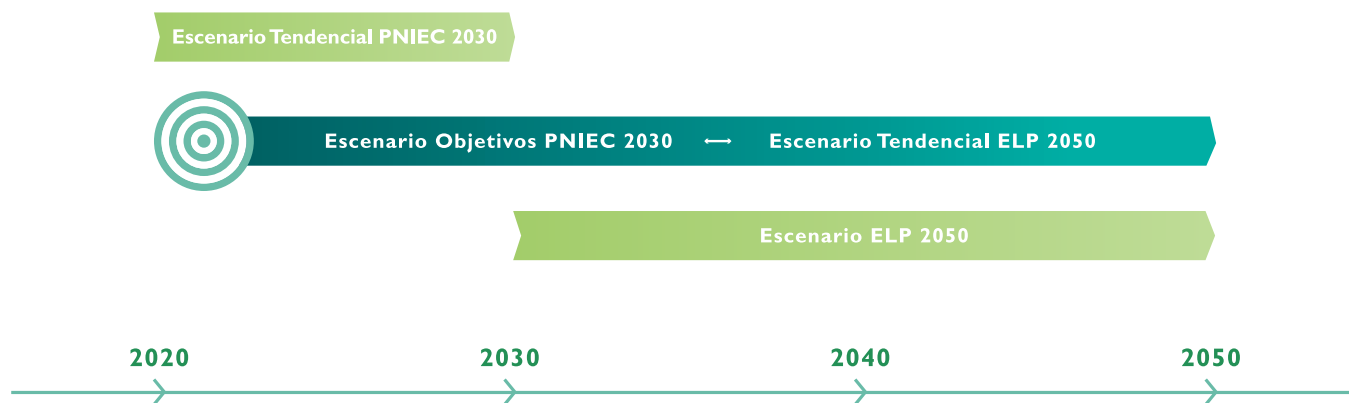 Escenario Tendencial PNIEC 2030
Escenario Objetivos PNIEC 2030 ↔ Escenario Tendencial ELP 2050
Escenario ELP 2050
2020 2030 2040 2050